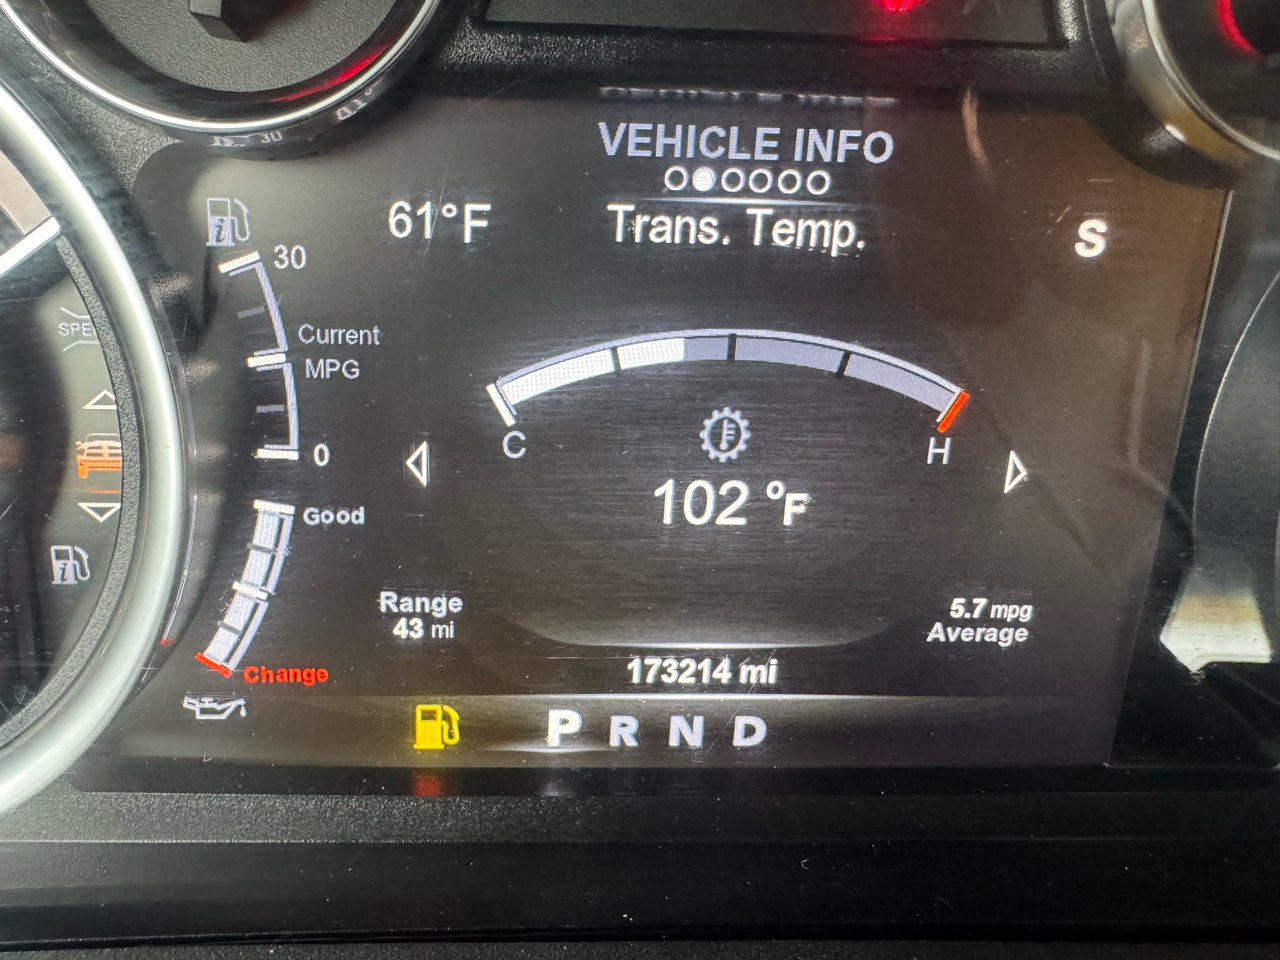 VEHICLE INFO
61°F
Trans. Temp.
S
30
Current
MPG
0
C
H
102 °F
Good
Change
Range
43 mi
5.7 mpg
Average
173214 mi
P R N D